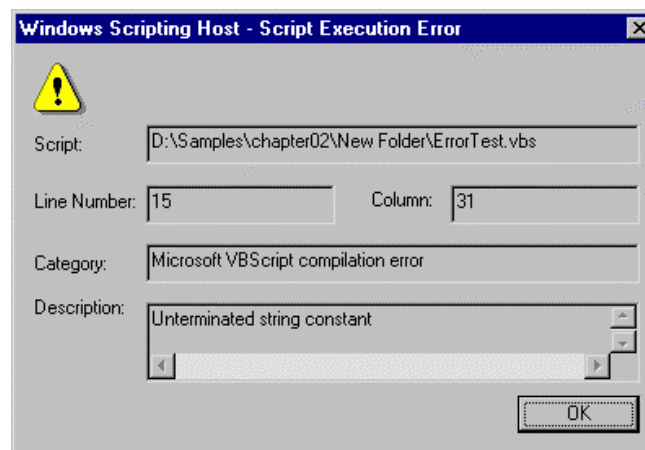 Windows Scripting Host - Script Execution Error
Script: D:\Samples\chapter02\New Folder\ErrorTest.vbs
Line Number: 15 Column: 31
Category: Microsoft VBScript compilation error
Description: Unterminated string constant
OK